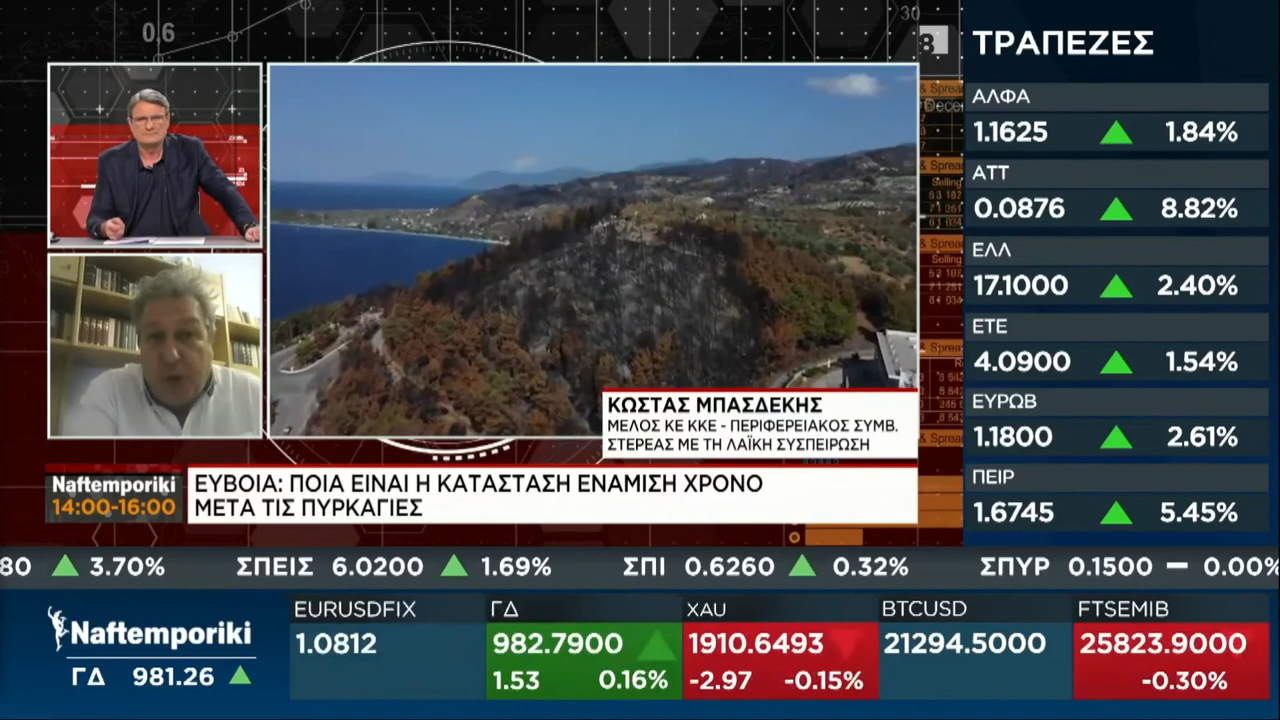 0.6
30
8
ΤΡΑΠΕΖΕΣ
ΑΛΦΑ
1.1625 1.84%
ΑΤΤ
0.0876 8.82%
ΕΛΛ
17.1000 2.40%
ΕΤΕ
4.0900 1.54%
ΕΥΡΩΒ
1.1800 2.61%
ΠΕΙΡ
1.6745 5.45%
ΚΩΣΤΑΣ ΜΠΑΣΔΕΚΗΣ
ΜΕΛΟΣ ΚΕ ΚΚΕ - ΠΕΡΙΦΕΡΕΙΑΚΟΣ ΣΥΜΒ.
ΣΤΕΡΕΑΣ ΜΕ ΤΗ ΛΑΪΚΗ ΣΥΣΠΕΙΡΩΣΗ
Naftemporiki
14:00-16:00
ΕΥΒΟΙΑ: ΠΟΙΑ ΕΙΝΑΙ Η ΚΑΤΑΣΤΑΣΗ ΕΝΑΜΙΣΗ ΧΡΟΝΟ
ΜΕΤΑ ΤΙΣ ΠΥΡΚΑΓΙΕΣ
80 3.70% ΣΠΕΙΣ 6.0200 1.69% ΣΠΙ 0.6260 0.32% ΣΠΥΡ 0.1500 0.00%
Naftemporiki
ΓΔ 981.26
EURUSDFIX
1.0812
ΓΔ
982.7900
1.53 0.16%
XAU
1910.6493
-2.97 -0.15%
BTCUSD
21294.5000
FTSEMIB
25823.9000
-0.30%